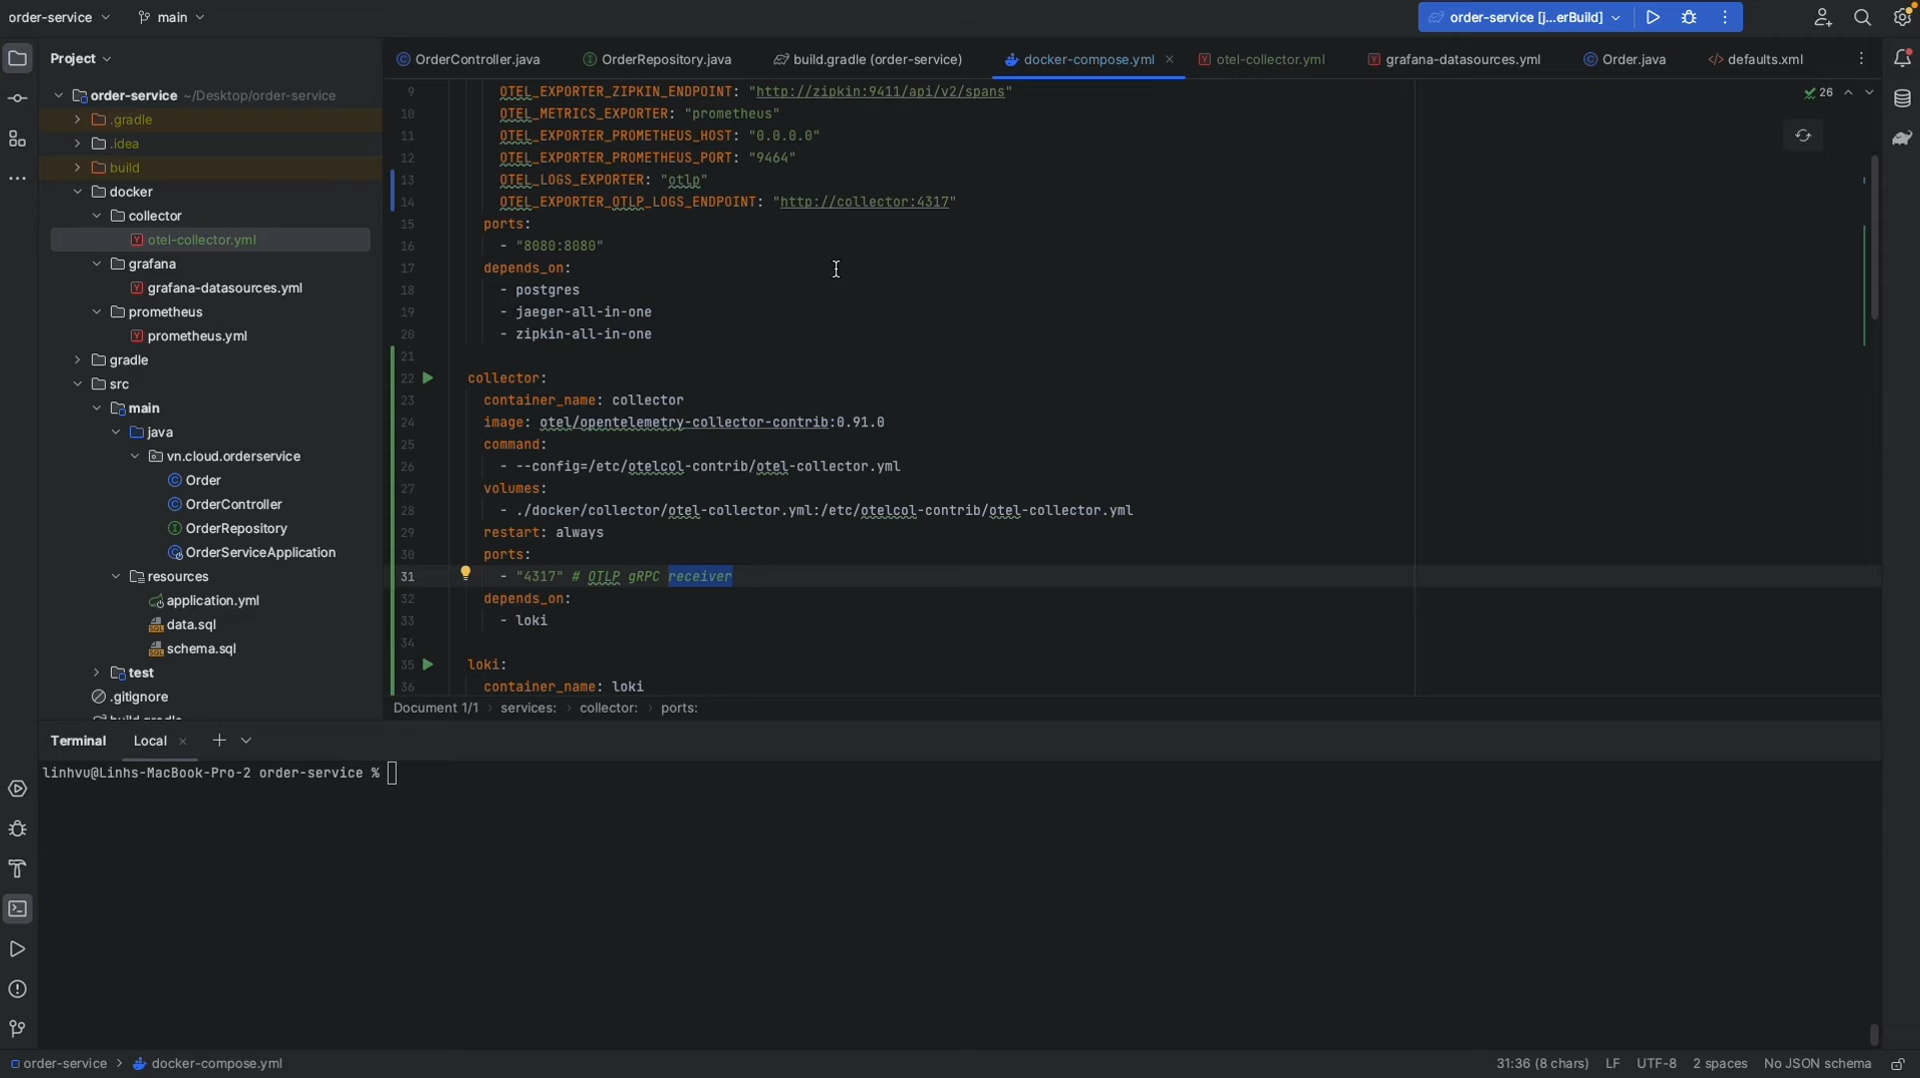 order-service
main
order-service [j...erBuild]
Project
OrderController.java
OrderRepository.java
build.gradle (order-service)
docker-compose.yml
otel-collector.yml
grafana-datasources.yml
Order.java
defaults.xml
order-service ~/Desktop/order-service
.gradle
.idea
build
docker
collector
otel-collector.yml
grafana
grafana-datasources.yml
prometheus
prometheus.yml
gradle
src
main
java
vn.cloud.orderservice
Order
OrderController
OrderRepository
OrderServiceApplication
resources
application.yml
data.sql
schema.sql
test
.gitignore
build.gradle
26
9 OTEL_EXPORTER_ZIPKIN_ENDPOINT: "http://zipkin:9411/api/v2/spans"
10 OTEL_METRICS_EXPORTER: "prometheus"
11 OTEL_EXPORTER_PROMETHEUS_HOST: "0.0.0.0"
12 OTEL_EXPORTER_PROMETHEUS_PORT: "9464"
13 OTEL_LOGS_EXPORTER: "otlp"
14 OTEL_EXPORTER_OTLP_LOGS_ENDPOINT: "http://collector:4317"
15 ports:
16 - "8080:8080"
17 depends_on:
18 - postgres
19 - jaeger-all-in-one
20 - zipkin-all-in-one
21
22 collector:
23 container_name: collector
24 image: otel/opentelemetry-collector-contrib:0.91.0
25 command:
26 - --config=/etc/otelcol-contrib/otel-collector.yml
27 volumes:
28 - ./docker/collector/otel-collector.yml:/etc/otelcol-contrib/otel-collector.yml
29 restart: always
30 ports:
31 - "4317" # OTLP gRPC receiver
32 depends_on:
33 - loki
34
35 loki:
36 container_name: loki
Document 1/1 › services: › collector: › ports:
Terminal
Local
linhvu@Linhs-MacBook-Pro-2 order-service %
order-service › docker-compose.yml
31:36 (8 chars)
LF
UTF-8
2 spaces
No JSON schema